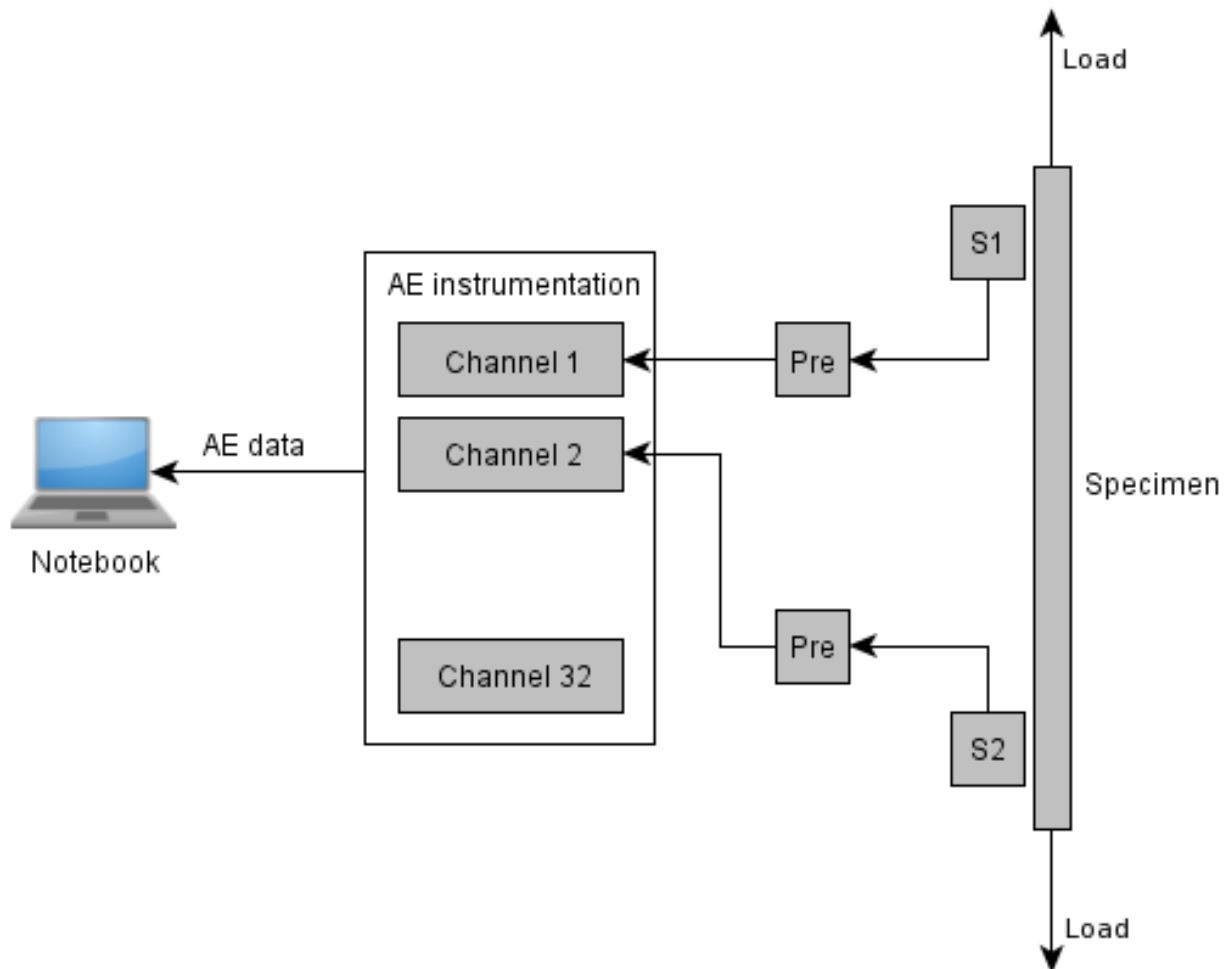 Load
S1
AE instrumentation
Channel 1
Pre
Channel 2
AE data
Specimen
Notebook
Pre
Channel 32
S2
Load